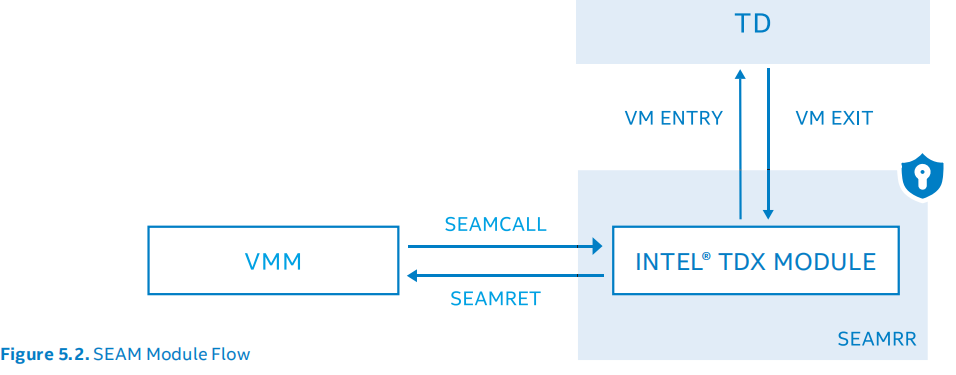 TD
VM ENTRY
VM EXIT
SEAMCALL
VMM
INTEL® TDX MODULE
SEAMRET
SEAMRR
Figure 5.2. SEAM Module Flow